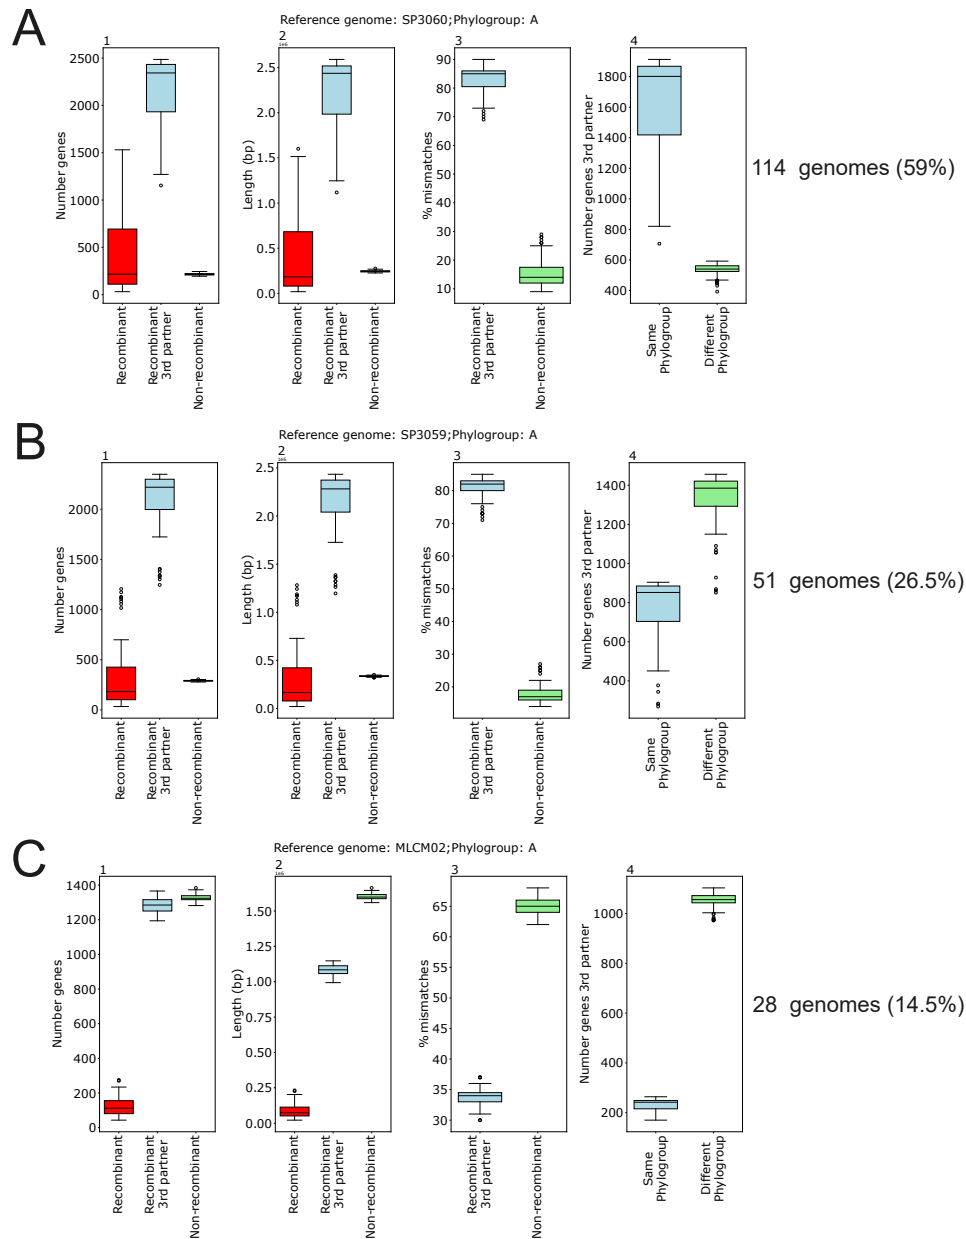 A
Reference genome: SP3060;Phylogroup: A
1
2
1e6
3
4
2500
2000
1500
1000
500
0
Number genes
Recombinant
Recombinant
3rd partner
Non-recombinant
2.5
2.0
1.5
1.0
0.5
0.0
Length (bp)
Recombinant
Recombinant
3rd partner
Non-recombinant
90
80
70
60
50
40
30
20
10
% mismatches
Recombinant
3rd partner
Non-recombinant
1800
1600
1400
1200
1000
800
600
400
Number genes 3rd partner
Same
Phylogroup
Different
Phylogroup
114 genomes (59%)
B
Reference genome: SP3059;Phylogroup: A
1
2
1e6
3
4
2000
1500
1000
500
0
Number genes
Recombinant
Recombinant
3rd partner
Non-recombinant
2.5
2.0
1.5
1.0
0.5
0.0
Length (bp)
Recombinant
Recombinant
3rd partner
Non-recombinant
80
70
60
50
40
30
20
% mismatches
Recombinant
3rd partner
Non-recombinant
1400
1200
1000
800
600
400
Number genes 3rd partner
Same
Phylogroup
Different
Phylogroup
51 genomes (26.5%)
C
Reference genome: MLCM02;Phylogroup: A
1
2
1e6
3
4
1400
1200
1000
800
600
400
200
0
Number genes
Recombinant
Recombinant
3rd partner
Non-recombinant
1.50
1.25
1.00
0.75
0.50
0.25
0.00
Length (bp)
Recombinant
Recombinant
3rd partner
Non-recombinant
65
60
55
50
45
40
35
30
% mismatches
Recombinant
3rd partner
Non-recombinant
1000
800
600
400
200
Number genes 3rd partner
Same
Phylogroup
Different
Phylogroup
28 genomes (14.5%)